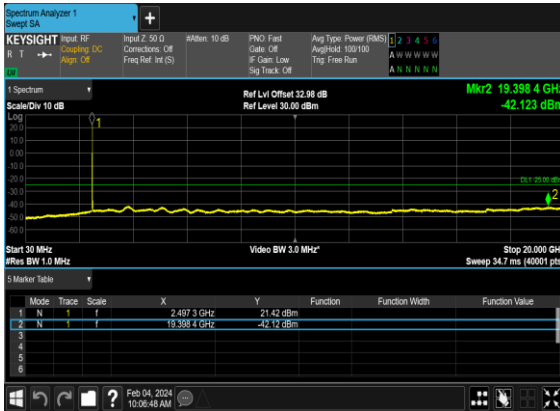 Spectrum Analyzer 1
Swept SA
+
KEYSIGHT Input: RF Input Z: 50 Ω #Atten: 10 dB PNO: Fast Avg Type: Power (RMS) 1 2 3 4 5 6
R T Coupling: DC Corrections: Off Gate: Off Avg|Hold: 100/100 A W W W W W
Align: Off Freq Ref: Int (S) IF Gain: Low Trig: Free Run
Sig Track: Off A N N N N N
1 Spectrum Ref Lvl Offset 32.98 dB Mkr2 19.398 4 GHz
Scale/Div 10 dB Ref Level 30.00 dBm -42.123 dBm
Log
20.0
10.0
0.00
-10.0
-20.0
-30.0
-40.0
-50.0
-60.0
1
DL1 -25.00 dBm
2
Start 30 MHz Video BW 3.0 MHz* Stop 20.000 GHz
#Res BW 1.0 MHz Sweep 34.7 ms (40001 pts)
5 Marker Table
Mode Trace Scale X Y Function Function Width Function Value
1 N 1 f 2.497 3 GHz 21.42 dBm
2 N 1 f 19.398 4 GHz -42.12 dBm
3
4
5
6
? Feb 04, 2024
10:06:48 AM